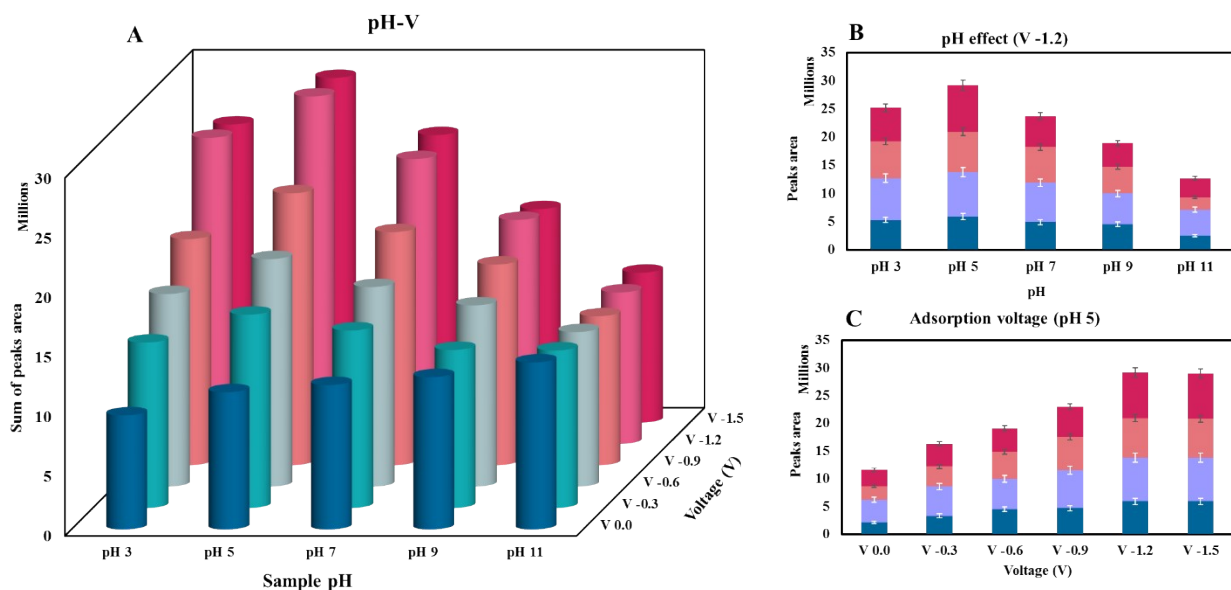 A
pH-V
Millions
Sum of peaks area
30
25
20
15
10
5
0
pH 3
pH 5
pH 7
pH 9
pH 11
Sample pH
V 0.0
V -0.3
V -0.6
V -0.9
V -1.2
V -1.5
Voltage (V)
B
pH effect (V -1.2)
Millions
Peaks area
35
30
25
20
15
10
5
0
pH 3
pH 5
pH 7
pH 9
pH 11
pH
C
Adsorption voltage (pH 5)
Millions
Peaks area
35
30
25
20
15
10
5
0
V 0.0
V -0.3
V -0.6
V -0.9
V -1.2
V -1.5
Voltage (V)